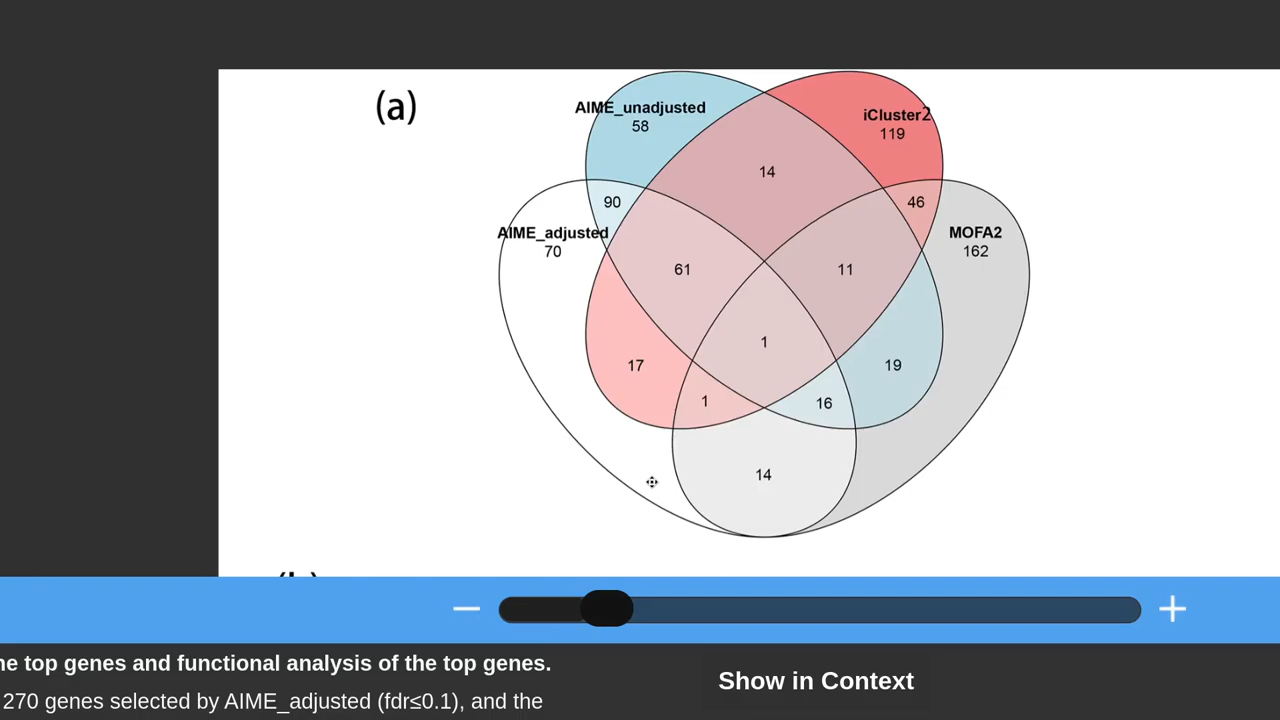 (a)
AIME_unadjusted
58
iCluster2
119
14
90
46
AIME_adjusted
70
MOFA2
162
61
11
1
17
19
1
16
14
he top genes and functional analysis of the top genes.
270 genes selected by AIME_adjusted (fdr≤0.1), and the
Show in Context